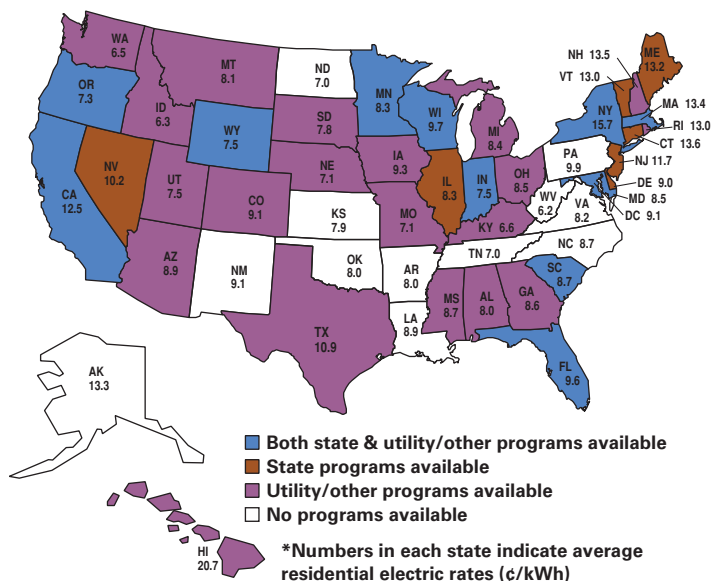 WA
6.5
MT
8.1
ND
7.0
MN
8.3
OR
7.3
ID
6.3
WY
7.5
SD
7.8
WI
9.7
MI
8.4
NY
15.7
NH 13.5
VT 13.0
ME
13.2
MA 13.4
RI 13.0
CT 13.6
NJ 11.7
DE 9.0
MD 8.5
DC 9.1
PA
9.9
NV
10.2
UT
7.5
CO
9.1
NE
7.1
IA
9.3
IL
8.3
IN
7.5
OH
8.5
WV
6.2
VA
8.2
CA
12.5
KS
7.9
MO
7.1
KY 6.6
AZ
8.9
NM
9.1
OK
8.0
AR
8.0
TN 7.0
NC 8.7
SC
8.7
TX
10.9
LA
8.9
MS
8.7
AL
8.0
GA
8.6
FL
9.6
AK
13.3
HI
20.7
Both state & utility/other programs available
State programs available
Utility/other programs available
No programs available
*Numbers in each state indicate average
residential electric rates (¢/kWh)